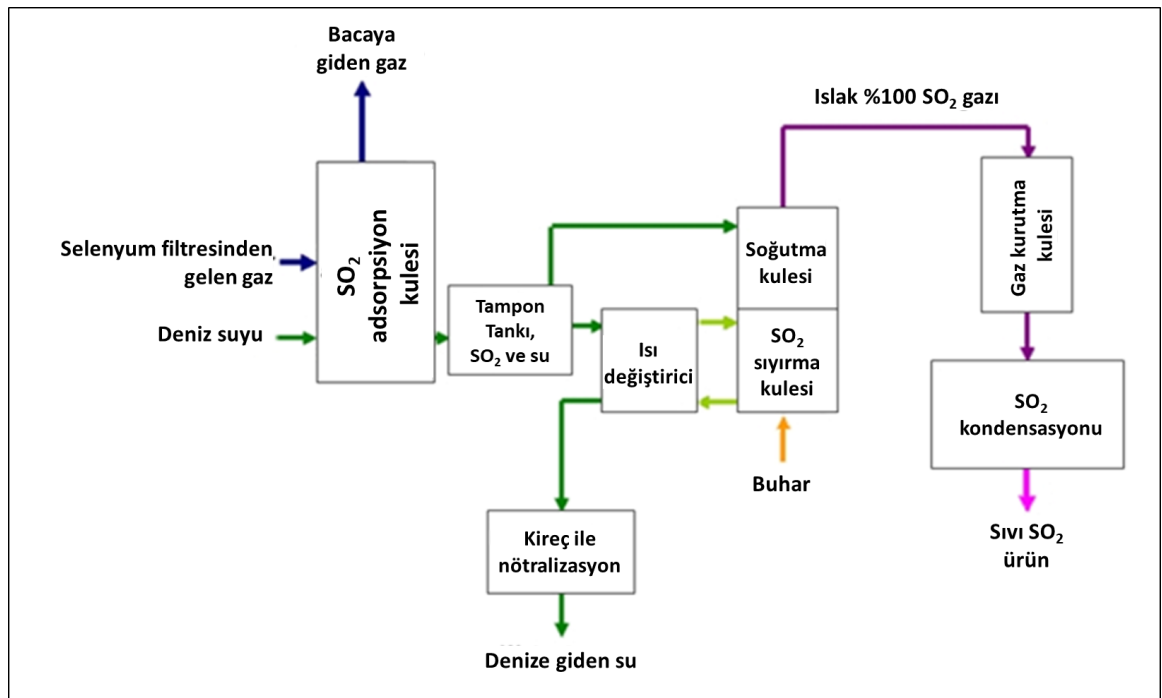 Bacaya
giden gaz
Islak %100 SO₂ gazı
Selenyum filtresinden
gelen gaz
Deniz suyu
SO₂
adsorpsiyon
kulesi
Tampon
Tankı,
SO₂ ve su
Isı
değiştirici
Soğutma
kulesi
SO₂
sıyırma
kulesi
Buhar
Gaz kurutma
kulesi
SO₂
kondensasyonu
Sıvı SO₂
ürün
Kireç ile
nötralizasyon
Denize giden su